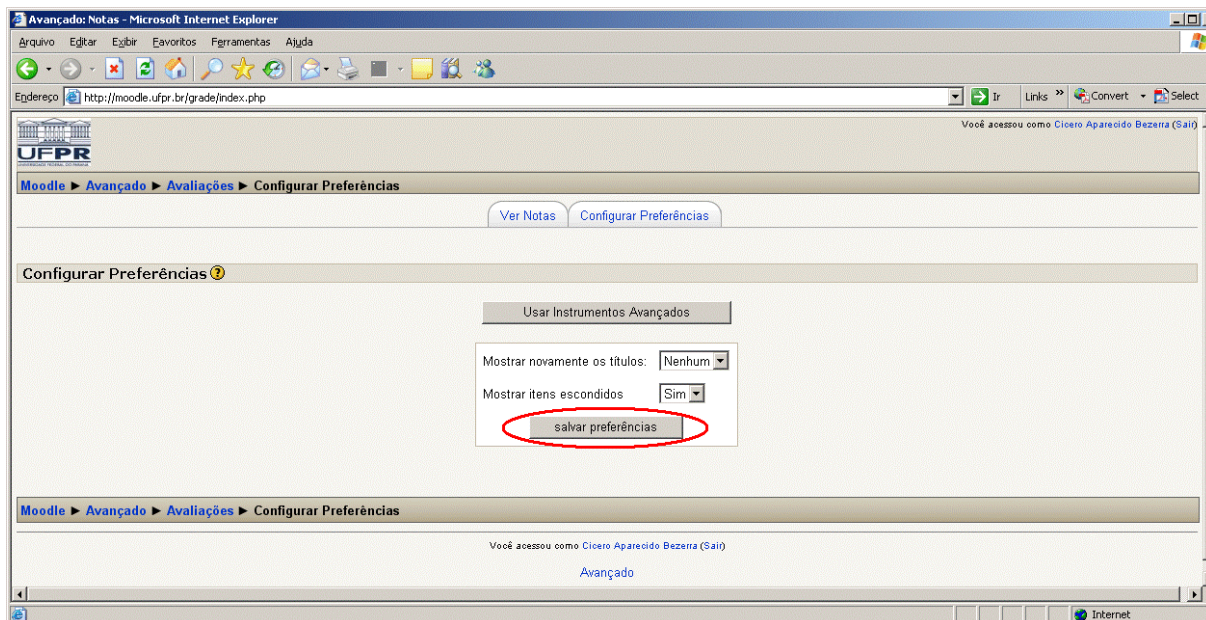 Avançado: Notas - Microsoft Internet Explorer
Arquivo Editar Exibir Favoritos Ferramentas Ajuda
Endereço http://moodle.ufpr.br/grade/index.php Ir Links » Convert Select
Você acessou como Cicero Aparecido Bezerra (Sair)
UFPR
Moodle ► Avançado ► Avaliações ► Configurar Preferências
Ver Notas Configurar Preferências
Configurar Preferências ?
Usar Instrumentos Avançados
Mostrar novamente os títulos: Nenhum
Mostrar itens escondidos Sim
salvar preferências
Moodle ► Avançado ► Avaliações ► Configurar Preferências
Você acessou como Cicero Aparecido Bezerra (Sair)
Avançado
Internet